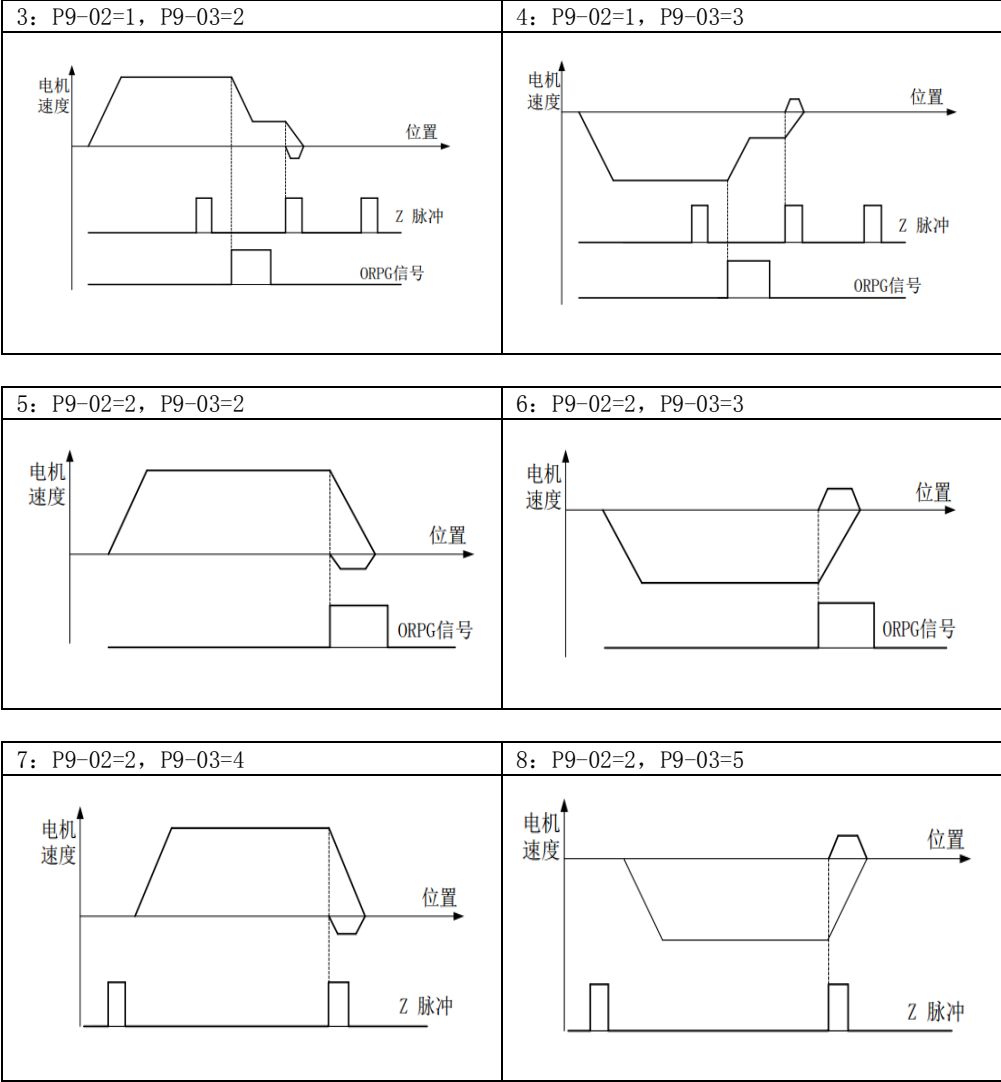 3：P9-02=1，P9-03=2
4：P9-02=1，P9-03=3
电机
速度
位置
Z 脉冲
ORPG信号
电机
速度
位置
Z 脉冲
ORPG信号
5：P9-02=2，P9-03=2
6：P9-02=2，P9-03=3
电机
速度
位置
ORPG信号
电机
速度
位置
ORPG信号
7：P9-02=2，P9-03=4
8：P9-02=2，P9-03=5
电机
速度
位置
Z 脉冲
电机
速度
位置
Z 脉冲